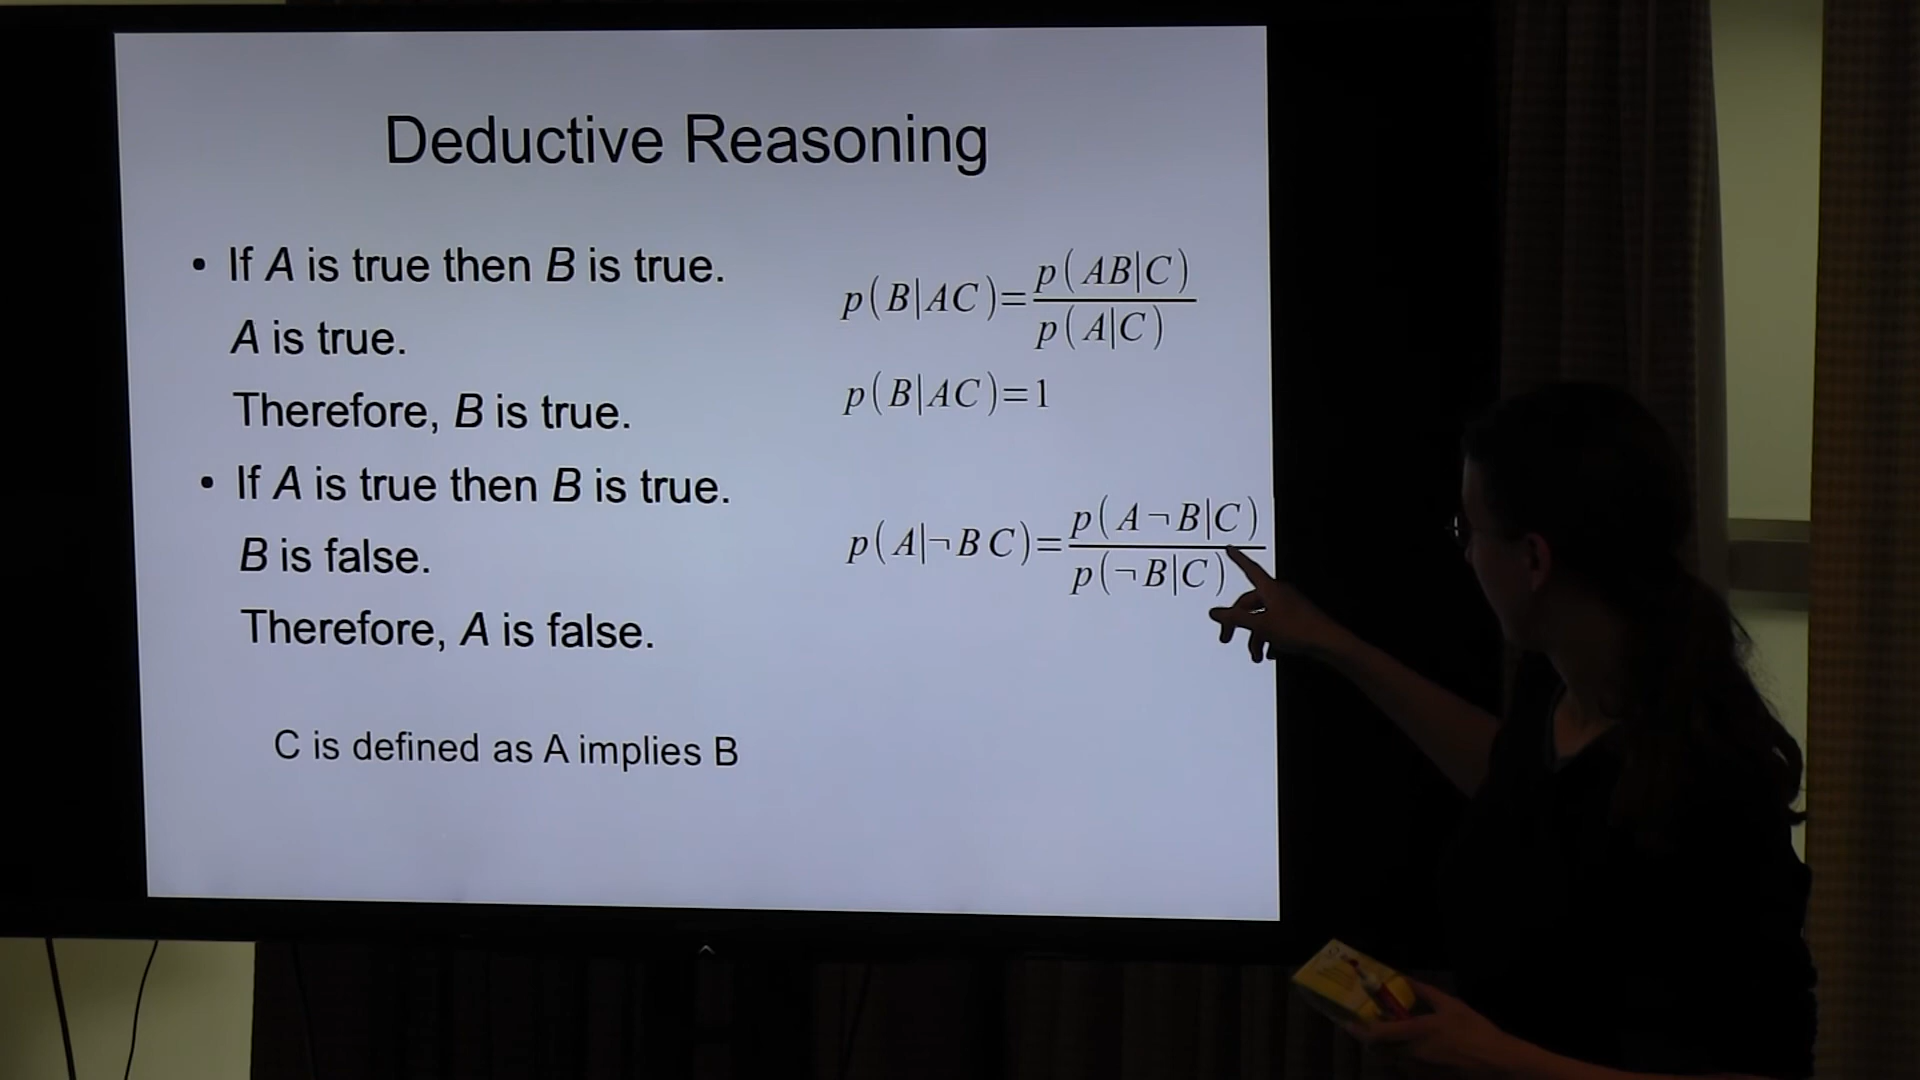 Deductive Reasoning
• If A is true then B is true.
A is true.
Therefore, B is true.
• If A is true then B is true.
B is false.
Therefore, A is false.
C is defined as A implies B
p(B|AC)=p(AB|C)/p(A|C)
p(B|AC)=1
p(A|¬BC)=p(A¬B|C)/p(¬B|C)